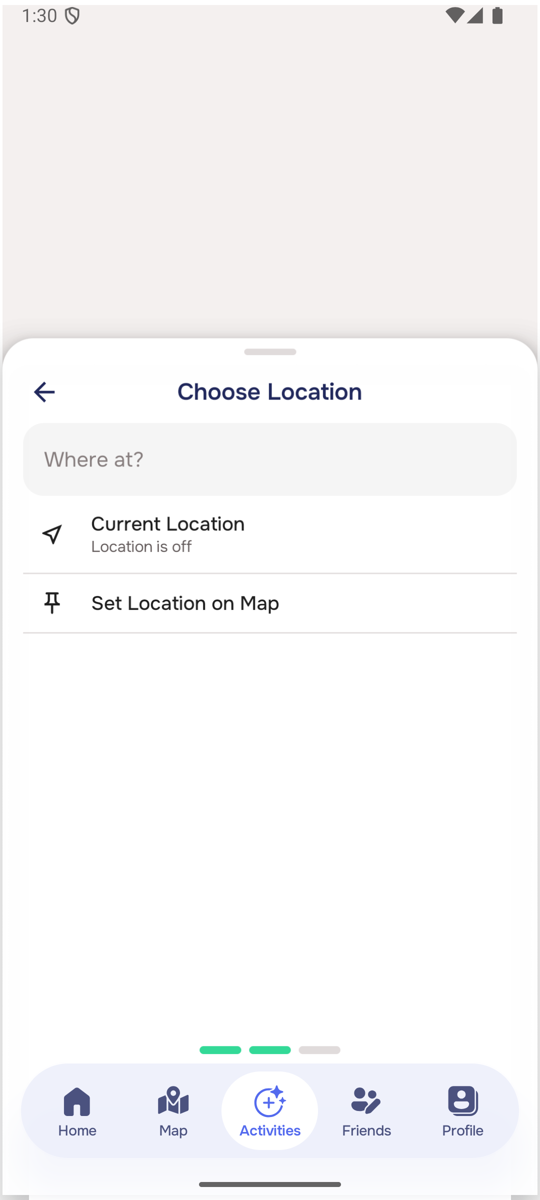 1:30
Choose Location
Where at?
Current Location
Location is off
Set Location on Map
Home
Map
Activities
Friends
Profile